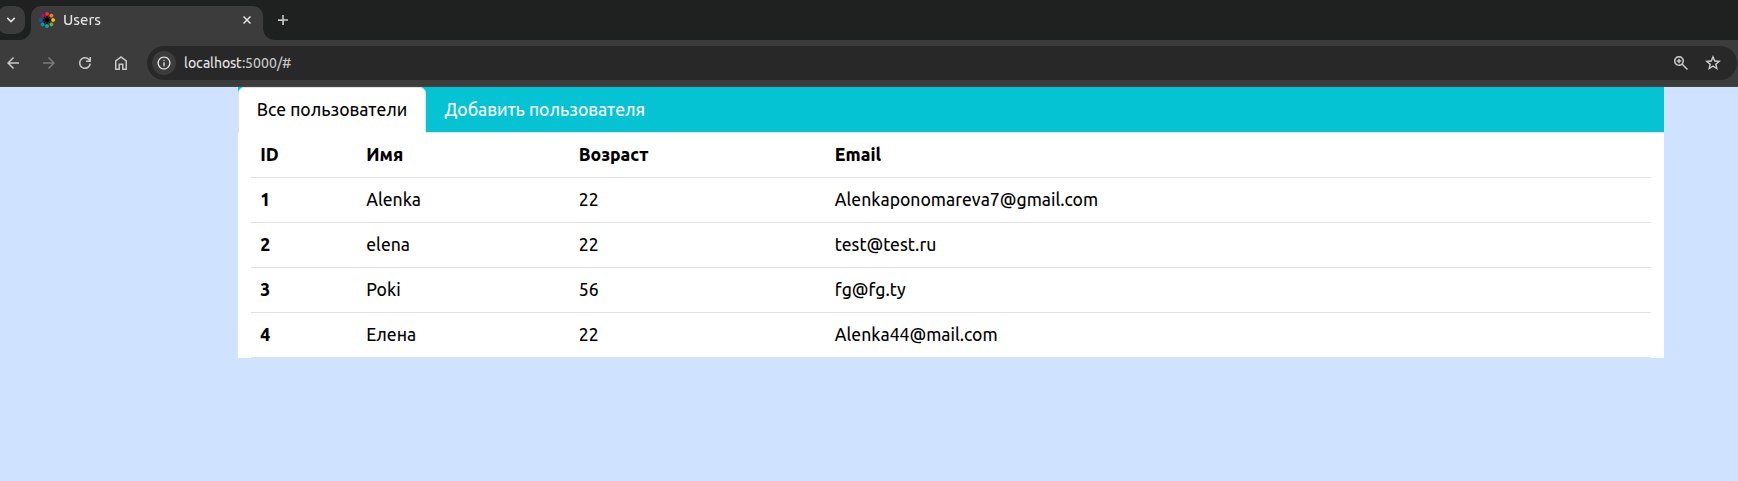 Users
localhost:5000/#
Все пользователи Добавить пользователя
ID Имя Возраст Email
1 Alenka 22 Alenkaponomareva7@gmail.com
2 elena 22 test@test.ru
3 Poki 56 fg@fg.ty
4 Елена 22 Alenka44@mail.com